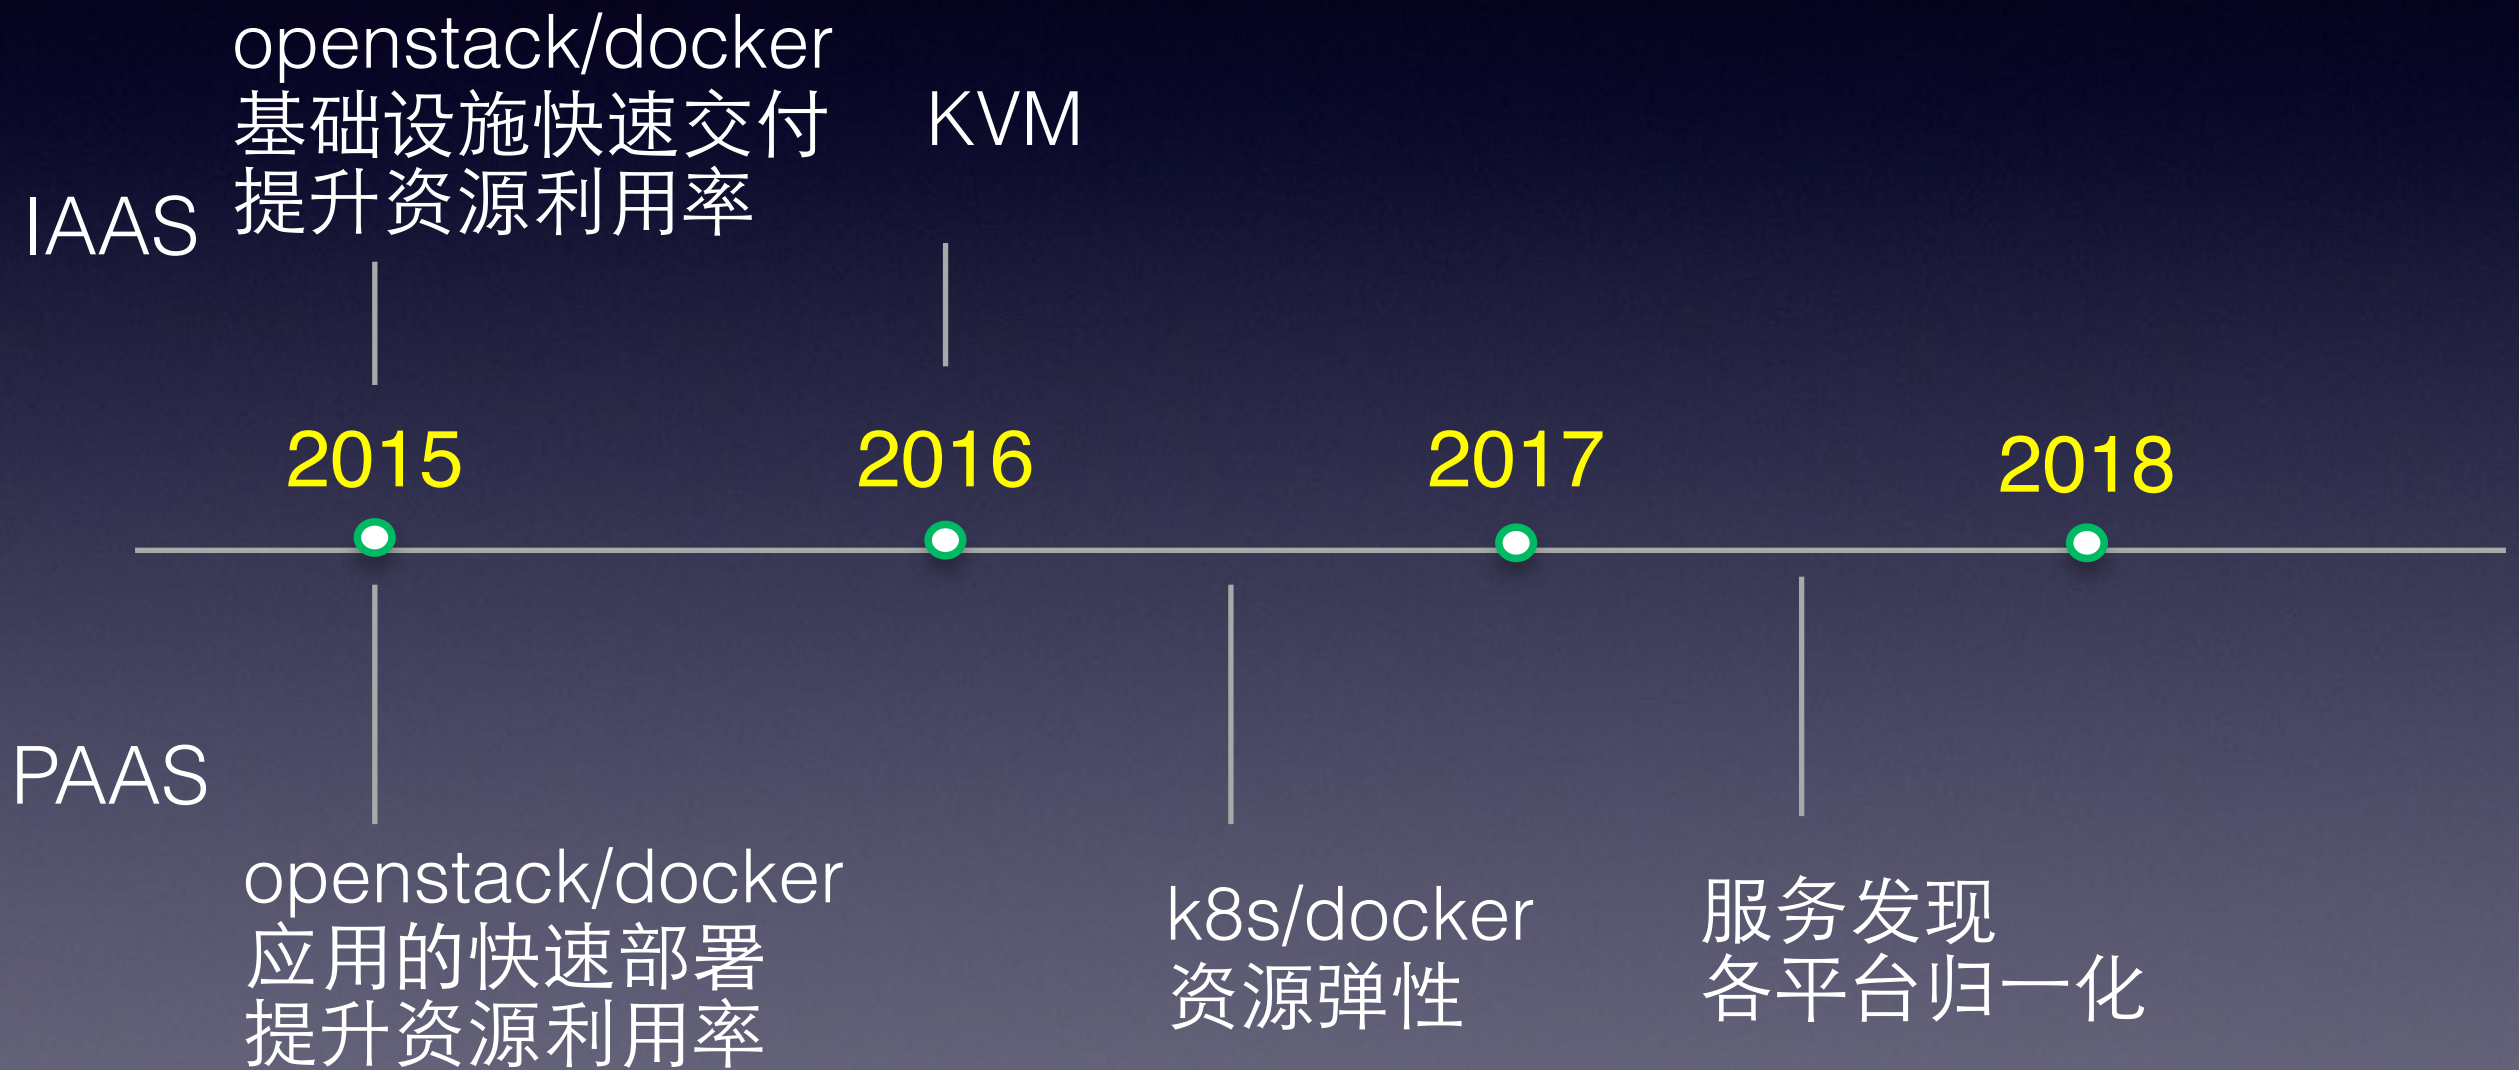 openstack/docker
基础设施快速交付
提升资源利用率
KVM
IAAS
2015
2016
2017
2018
PAAS
openstack/docker
应用的快速部署
提升资源利用率
k8s/docker
资源弹性
服务发现
各平台归一化